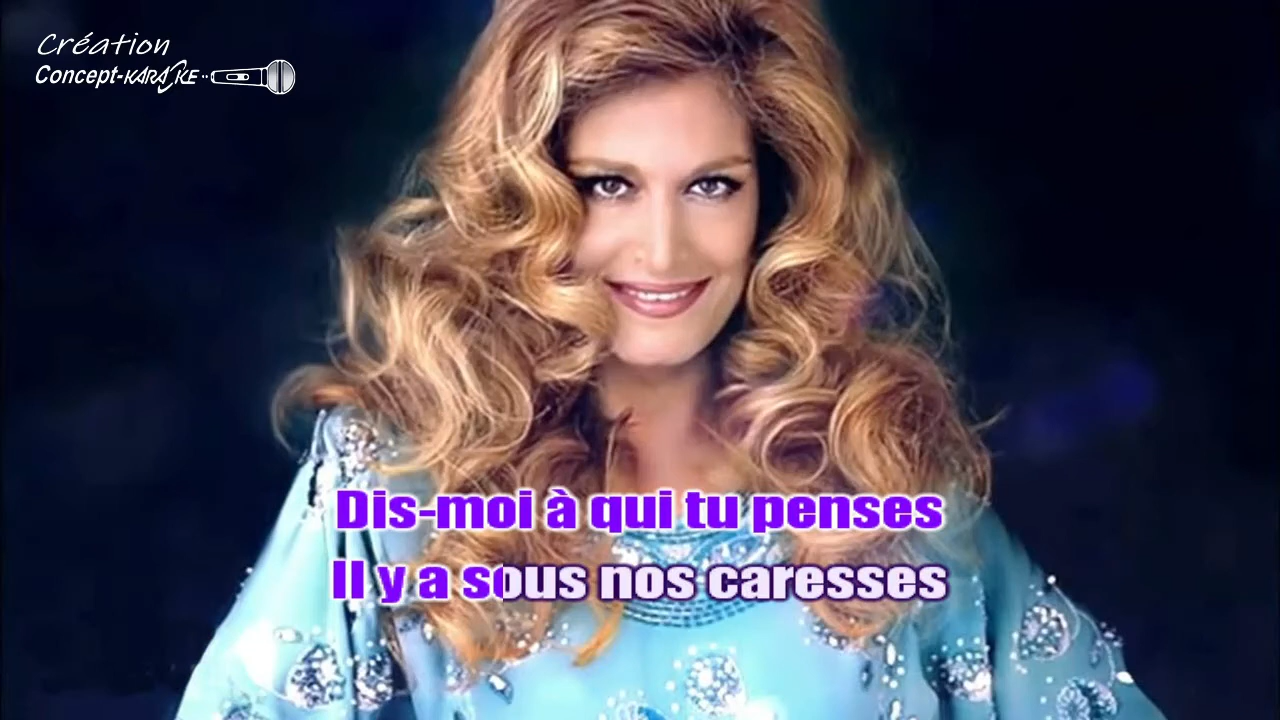 Création
Concept-KARAOKE
Dis-moi à qui tu penses
Il y a sous nos caresses